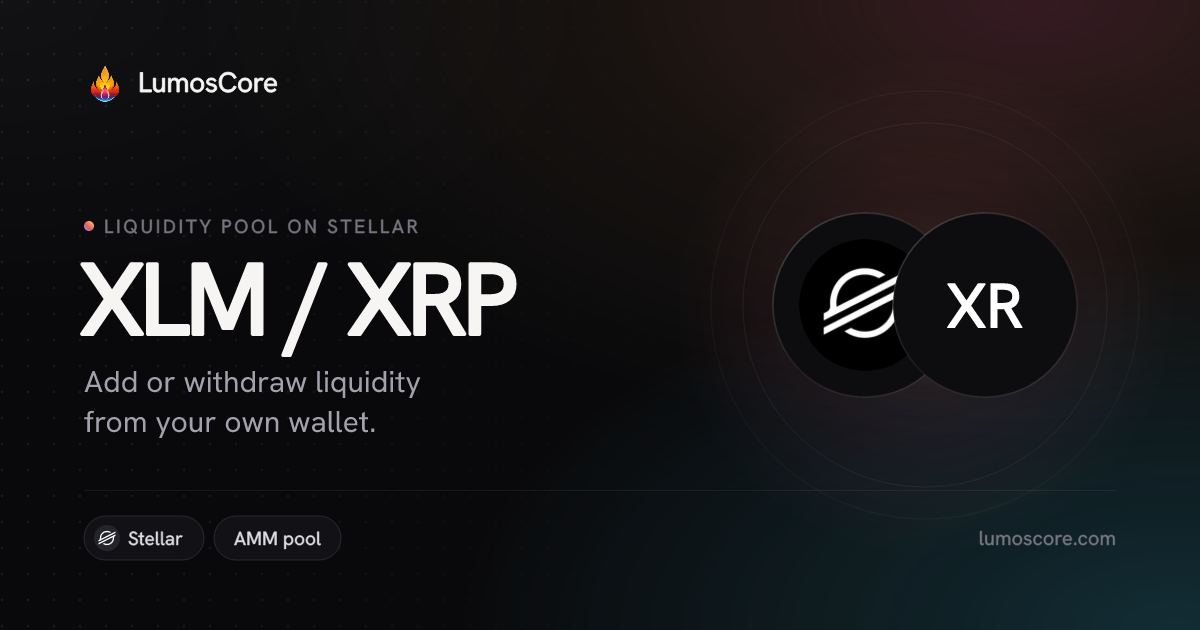 LumosCore
LIQUIDITY POOL ON STELLAR
XLM / XRP
Add or withdraw liquidity
from your own wallet.
XR
Stellar
AMM pool
lumoscore.com